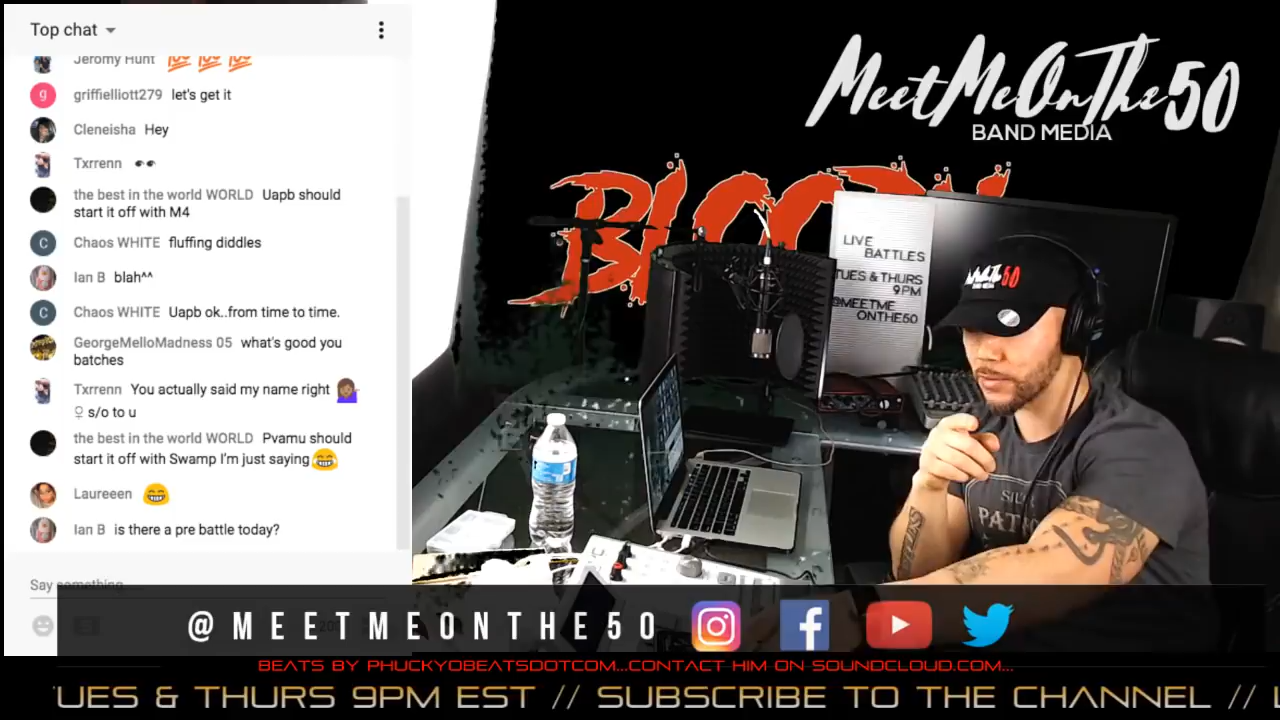 Top chat
Jeromy Hunt 💯 💯 💯
g griffielliott279 let's get it
Cleneisha Hey
Txrrenn 👀
the best in the world WORLD Uapb should
start it off with M4
C Chaos WHITE fluffing diddles
Ian B blah^^
C Chaos WHITE Uapb ok..from time to time.
GeorgeMelloMadness 05 what's good you
batches
Txrrenn You actually said my name right 💁🏾
♀ s/o to u
the best in the world WORLD Pvamu should
start it off with Swamp I'm just saying😂
Laureeen 😂
Ian B is there a pre battle today?
Say something...
MeetMeOnThe50
BAND MEDIA
LIVE
BATTLES
TUES & THURS
9PM
@MEETME
ONTHE50
50
BAND MEDIA
@MEETMEONTHE50
BEATS BY PHUCKYOBEATSDOTCOM...CONTACT HIM ON SOUNDCLOUD.COM...
TUES & THURS 9PM EST // SUBSCRIBE TO THE CHANNEL //